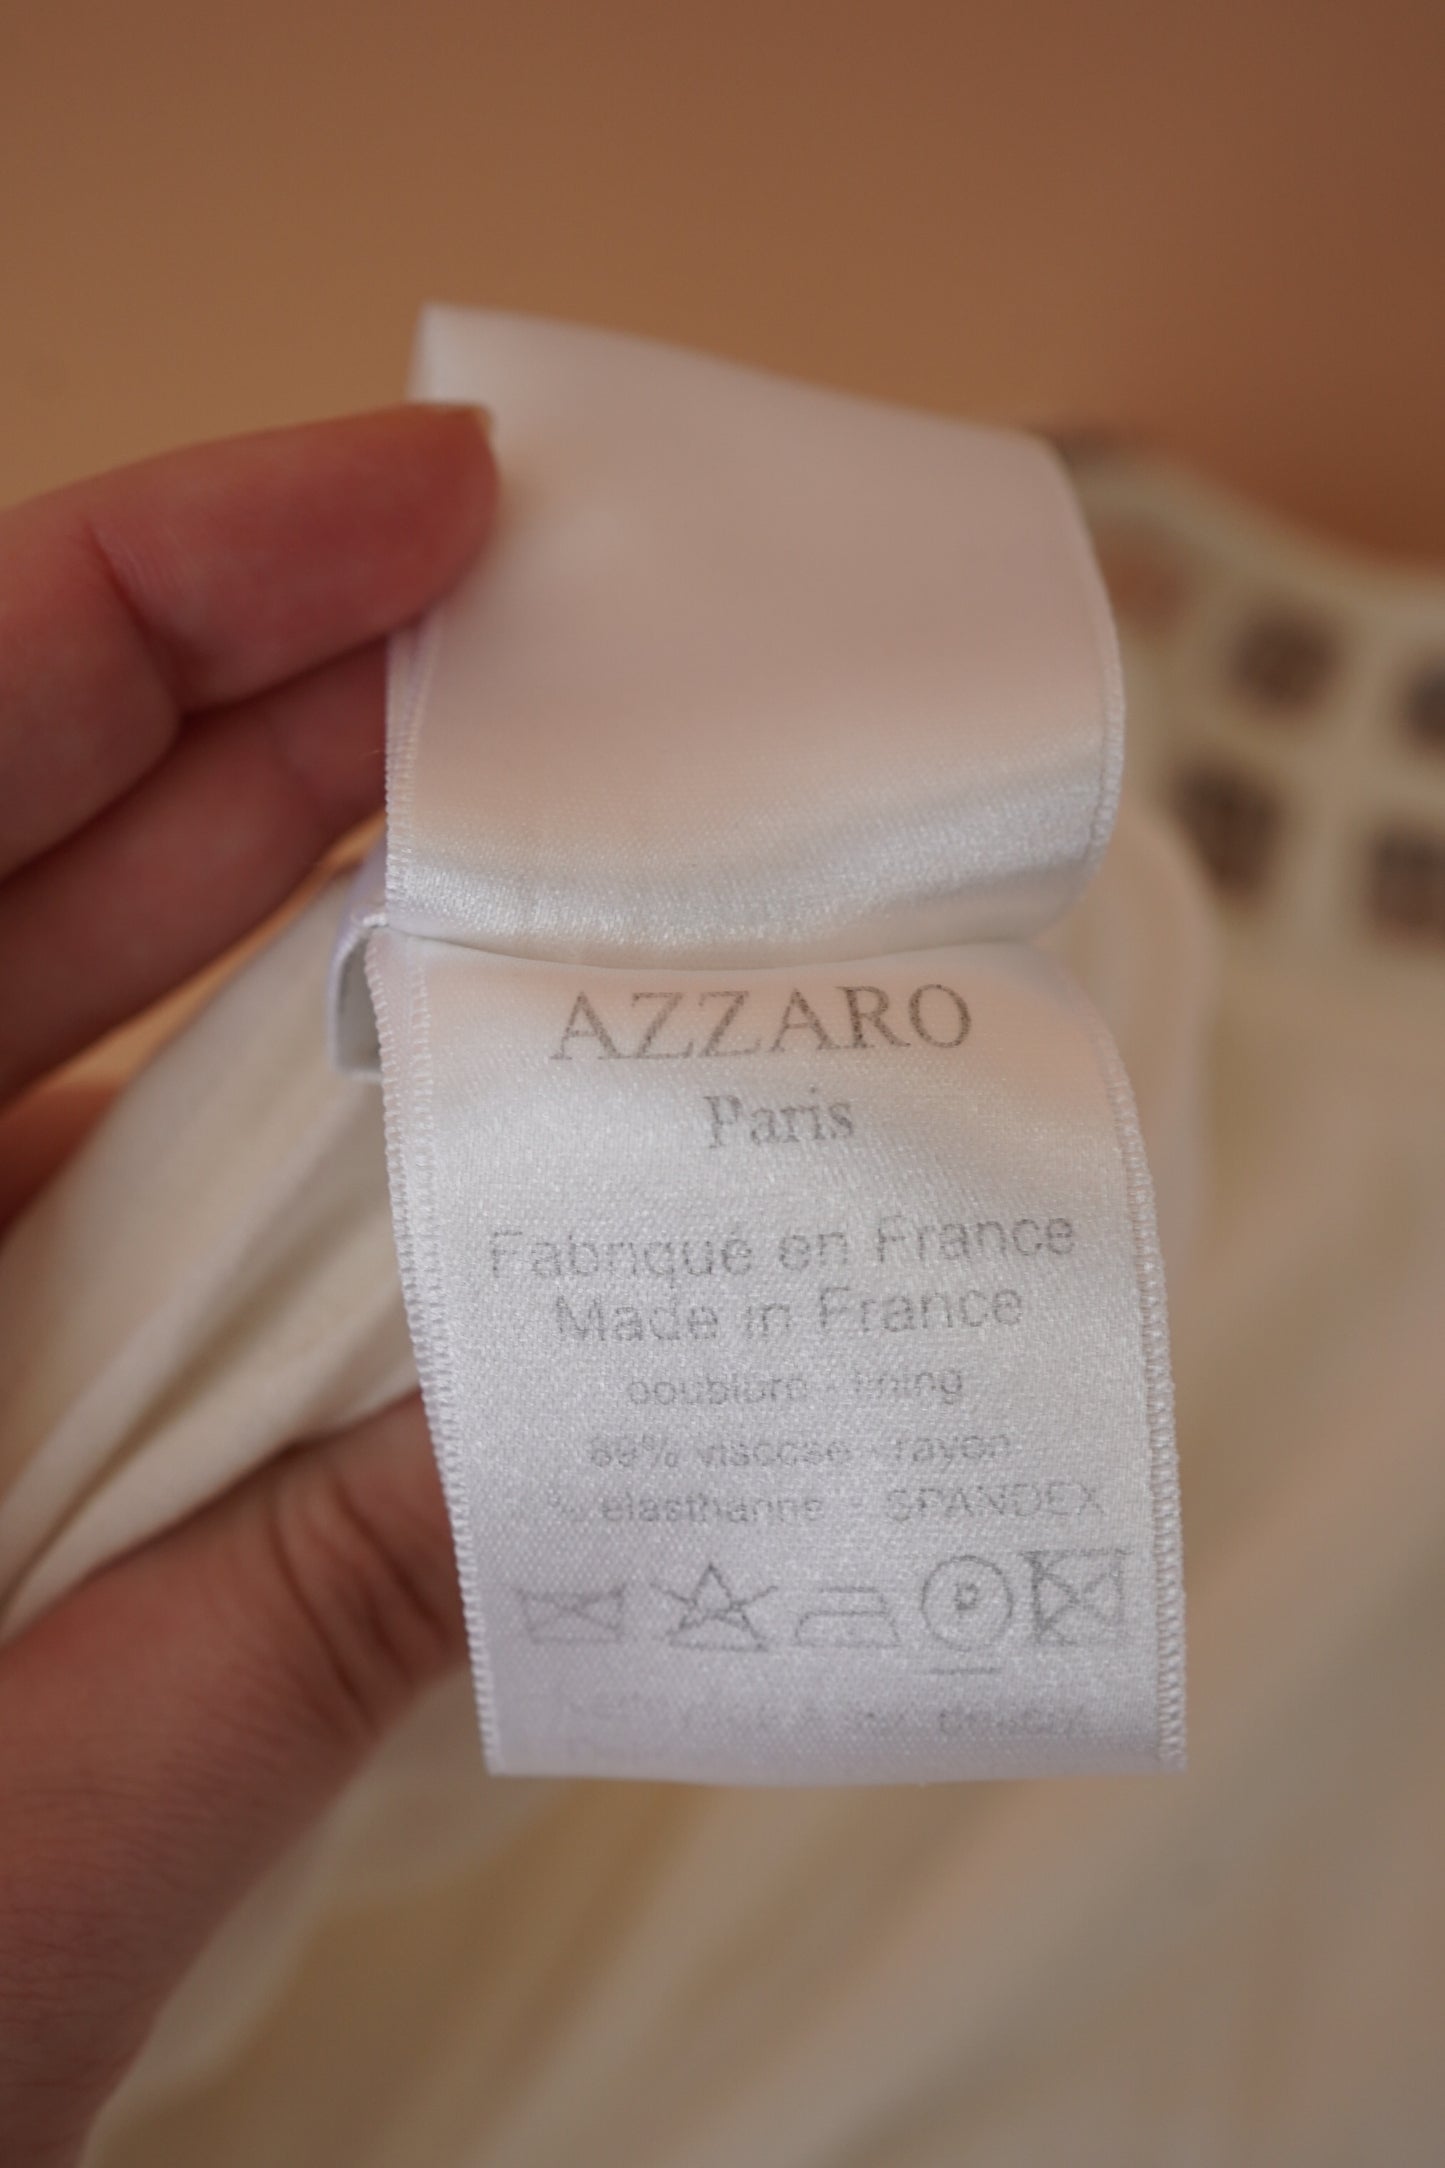 AZZARO
Paris
Fabriqué en France
Made in France
doublure - lining
% viscose - rayon
% elasthanne - SPANDEX
P